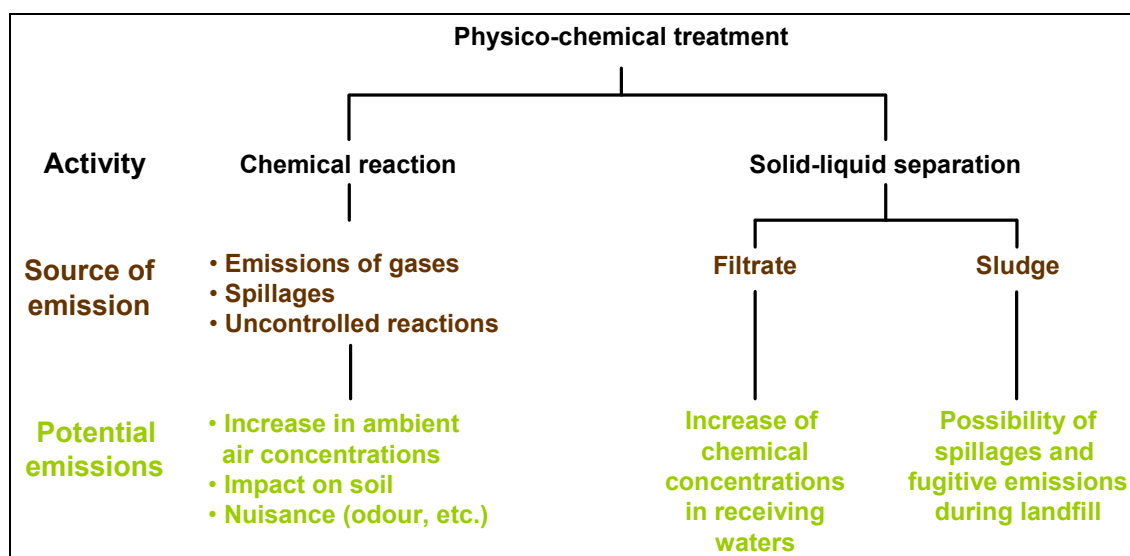 Physico-chemical treatment
Activity
Chemical reaction
Solid-liquid separation
Source of
emission
• Emissions of gases
• Spillages
• Uncontrolled reactions
Filtrate
Sludge
Potential
emissions
• Increase in ambient
air concentrations
• Impact on soil
• Nuisance (odour, etc.)
Increase of
chemical
concentrations
in receiving
waters
Possibility of
spillages and
fugitive emissions
during landfill